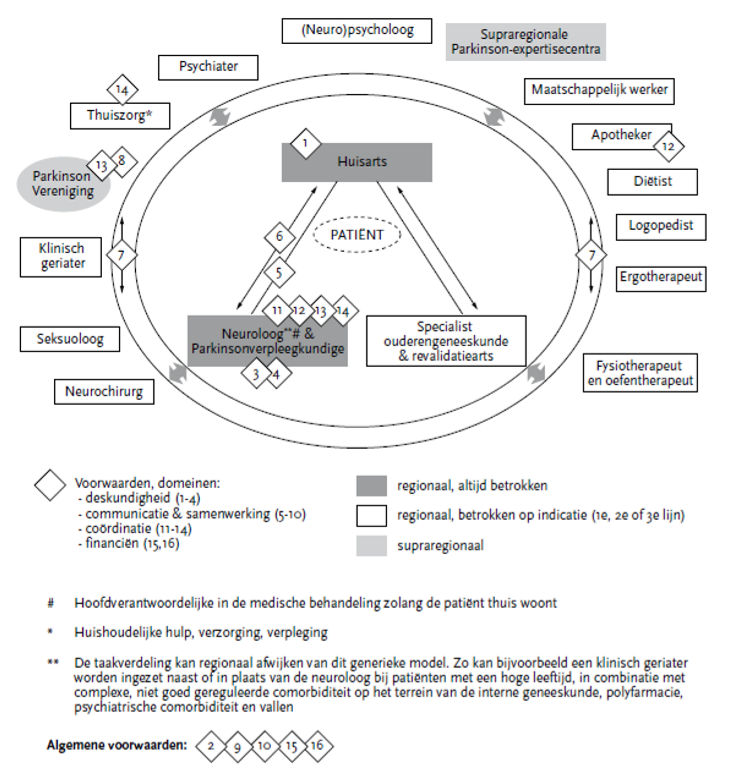 (Neuro)psycholoog
Supraregionale
Parkinson-expertisecentra
Psychiater
Maatschappelijk werker
14
Thuiszorg*
Apotheker
12
1
Huisarts
13
8
Parkinson
Vereniging
Diëtist
PATIËNT
6
Logopedist
Klinisch
geriater
7
7
5
Ergotherapeut
11
12
13
14
Neuroloog**# &
Parkinsonverpleegkundige
3
4
Specialist
ouderengeneeskunde
& revalidatiearts
Seksuoloog
Fysiotherapeut
en oefentherapeut
Neurochirurg
Voorwaarden, domeinen:
- deskundigheid (1-4)
- communicatie & samenwerking (5-10)
- coördinatie (11-14)
- financiën (15,16)
regionaal, altijd betrokken
regionaal, betrokken op indicatie (1e, 2e of 3e lijn)
supraregionaal
# Hoofdverantwoordelijke in de medische behandeling zolang de patiënt thuis woont
* Huishoudelijke hulp, verzorging, verpleging
** De taakverdeling kan regionaal afwijken van dit generieke model. Zo kan bijvoorbeeld een klinisch geriater
worden ingezet naast of in plaats van de neuroloog bij patiënten met een hoge leeftijd, in combinatie met
complexe, niet goed gereguleerde comorbiditeit op het terrein van de interne geneeskunde, polyfarmacie,
psychiatrische comorbiditeit en vallen
Algemene voorwaarden: 2 9 10 15 16